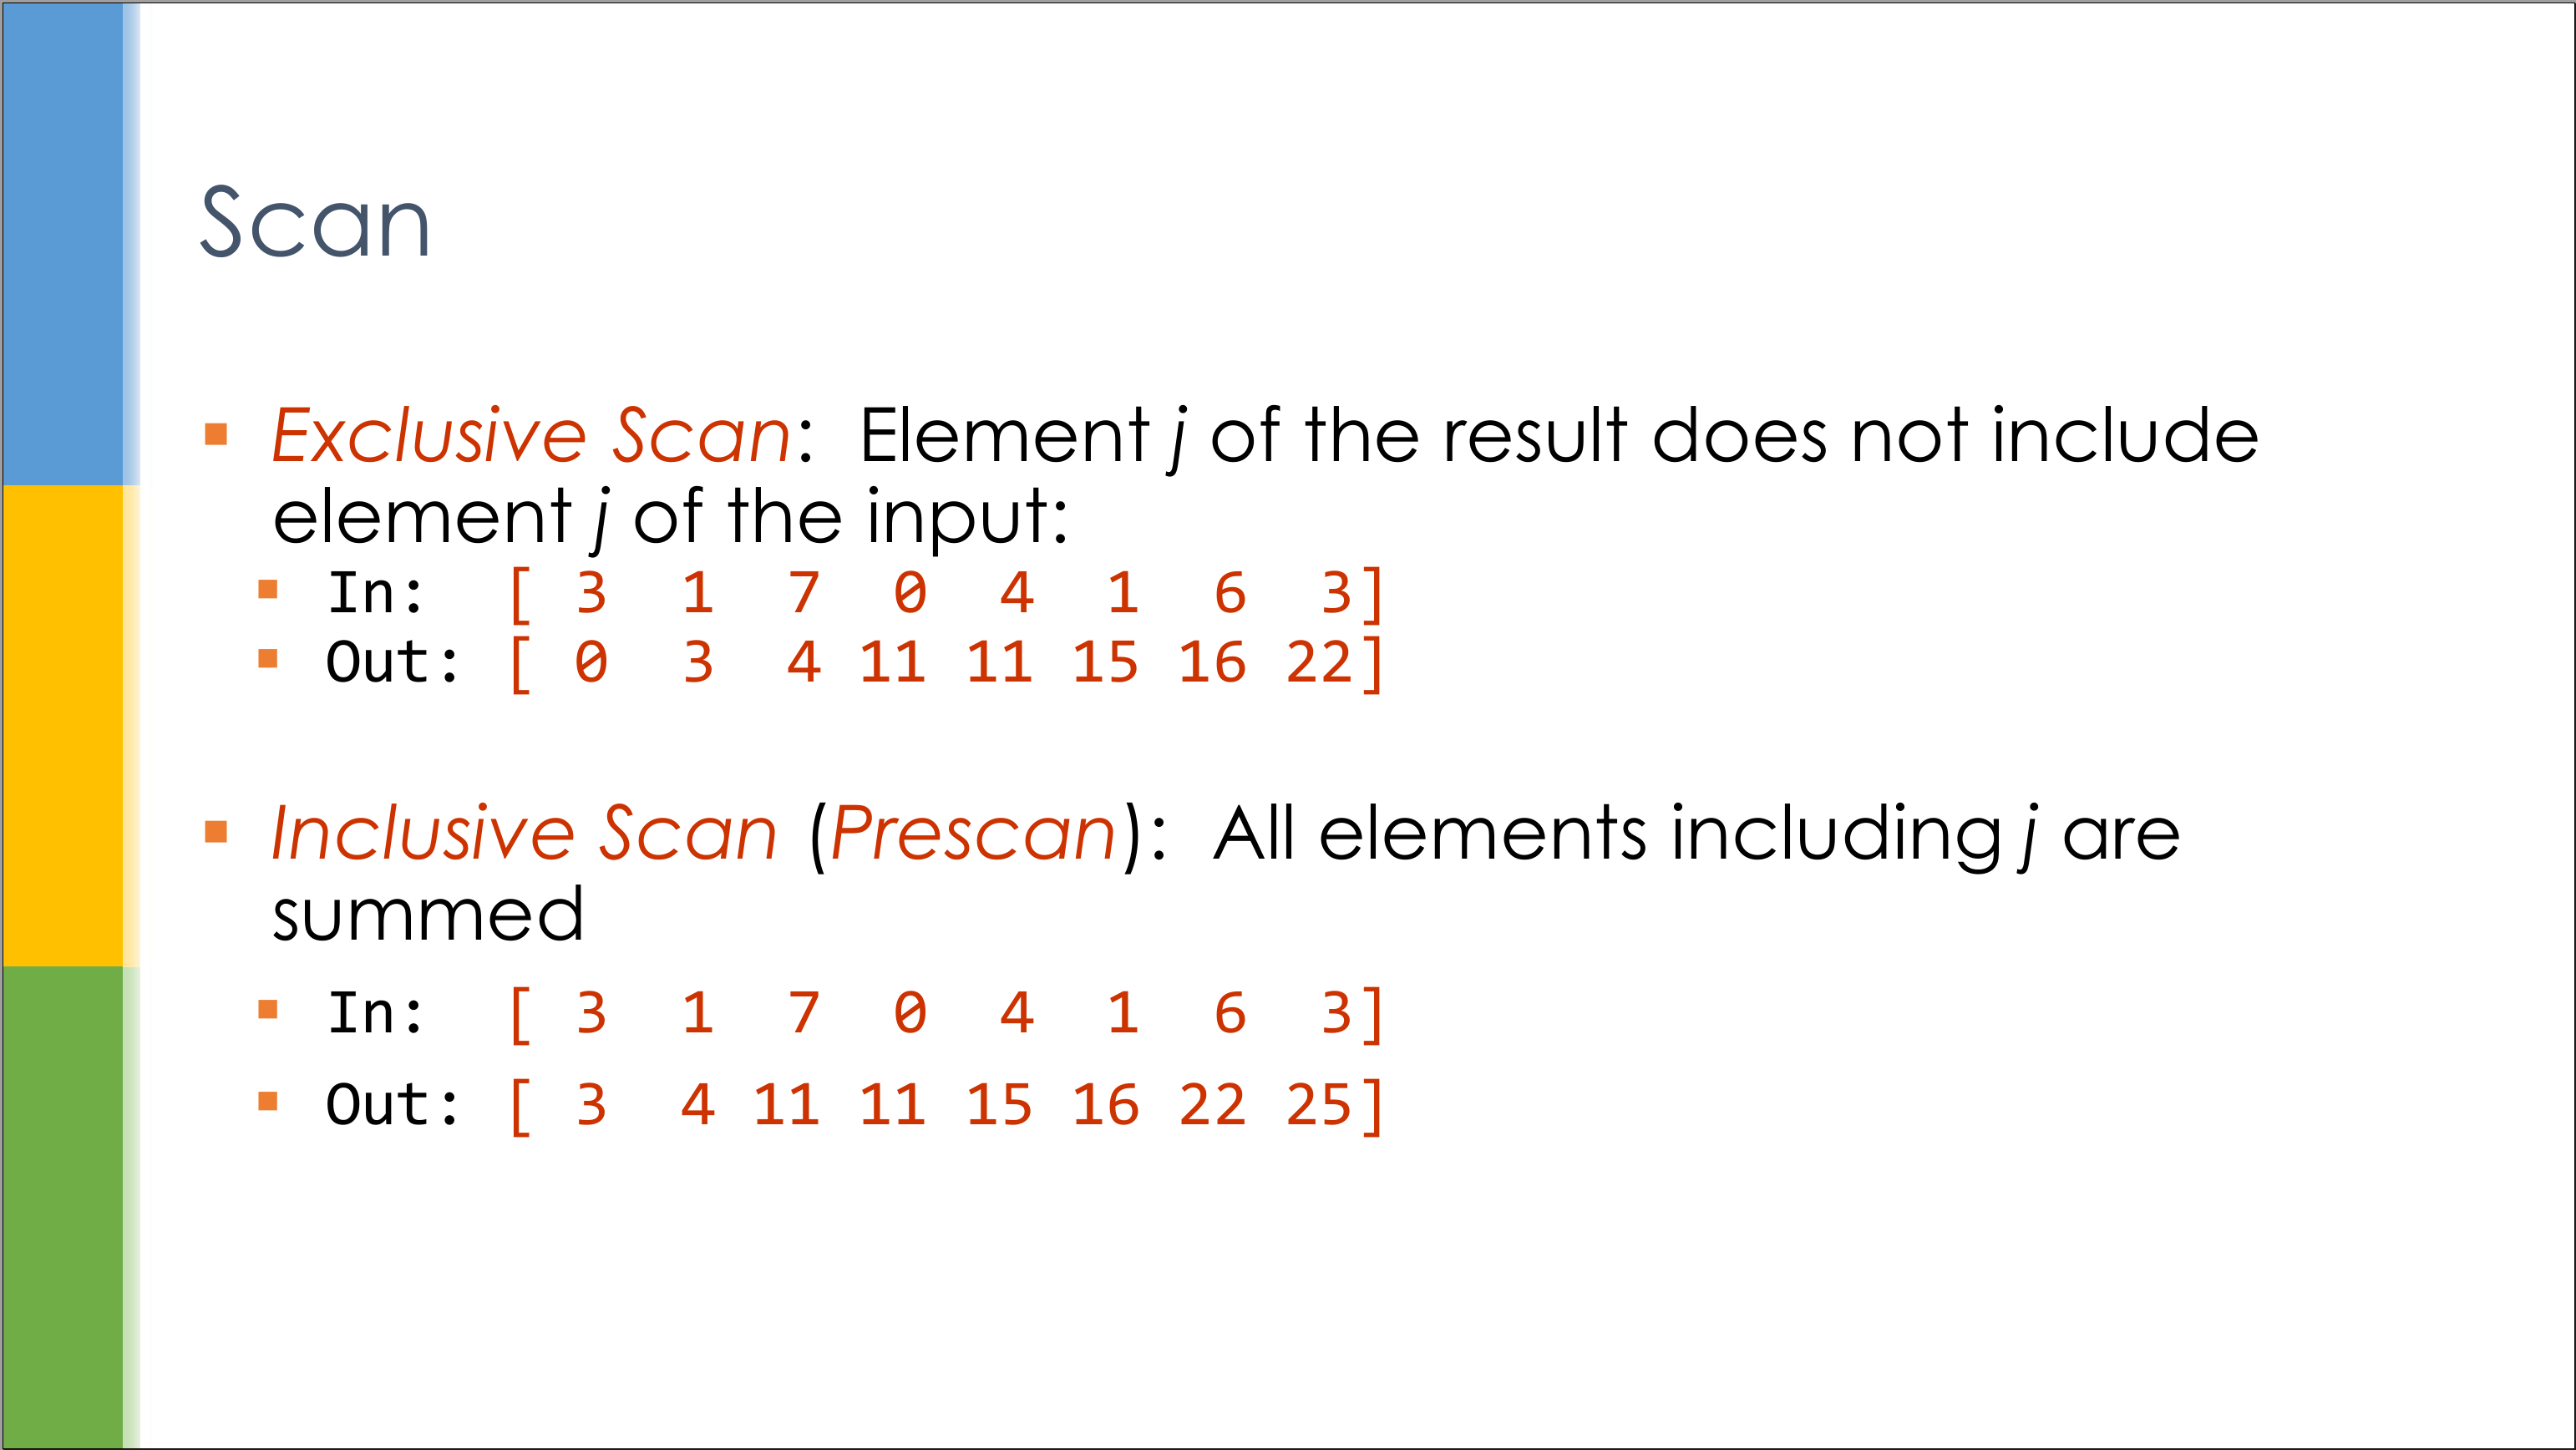 Scan
▪ Exclusive Scan: Element j of the result does not include
element j of the input:
▪ In: [ 3 1 7 0 4 1 6 3]
▪ Out: [ 0 3 4 11 11 15 16 22]
▪ Inclusive Scan (Prescan): All elements including j are
summed
▪ In: [ 3 1 7 0 4 1 6 3]
▪ Out: [ 3 4 11 11 15 16 22 25]